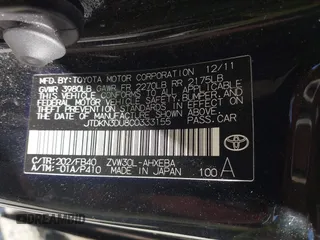 MFD. BY: TOYOTA MOTOR CORPORATION 12/11
GVWR 3980LB GAWR FR 2270LB RR 2175LB
THIS VEHICLE CONFORMS TO ALL APPLICABLE
FEDERAL MOTOR VEHICLE SAFETY, BUMPER, AND
THEFT PREVENTION STANDARDS IN EFFECT ON
THE DATE OF MANUFACTURE SHOWN ABOVE.
JTDKN3DU8C0333155 PASS.CAR
C/TR: 202/FB40 ZVW30L-AHXEBA
A/TM: -01A/P410 MADE IN JAPAN 100 A